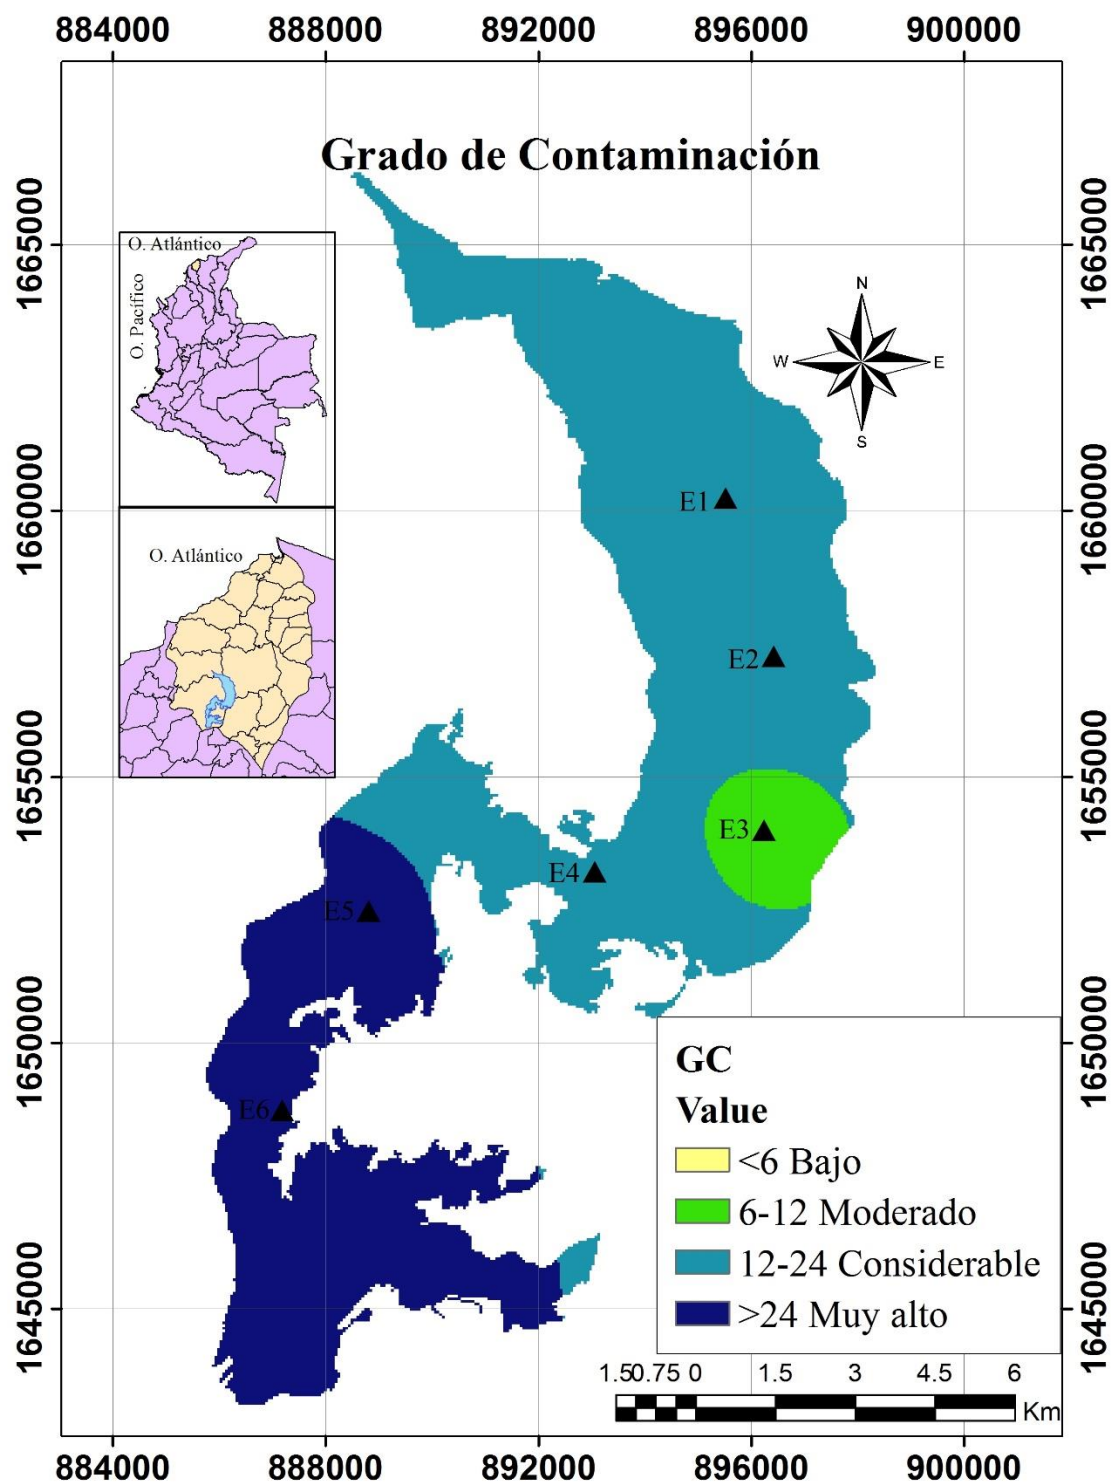 884000 888000 892000 896000 900000
Grado de Contaminación
1665000
1665000
O. Atlántico
O. Pacífico
N
W
E
S
1660000
1660000
E1
O. Atlántico
E2
1655000
1655000
E3
E4
E5
1650000
1650000
E6
GC
Value
<6 Bajo
6-12 Moderado
12-24 Considerable
>24 Muy alto
1645000
1645000
1.50.75 0 1.5 3 4.5 6
Km
884000 888000 892000 896000 900000